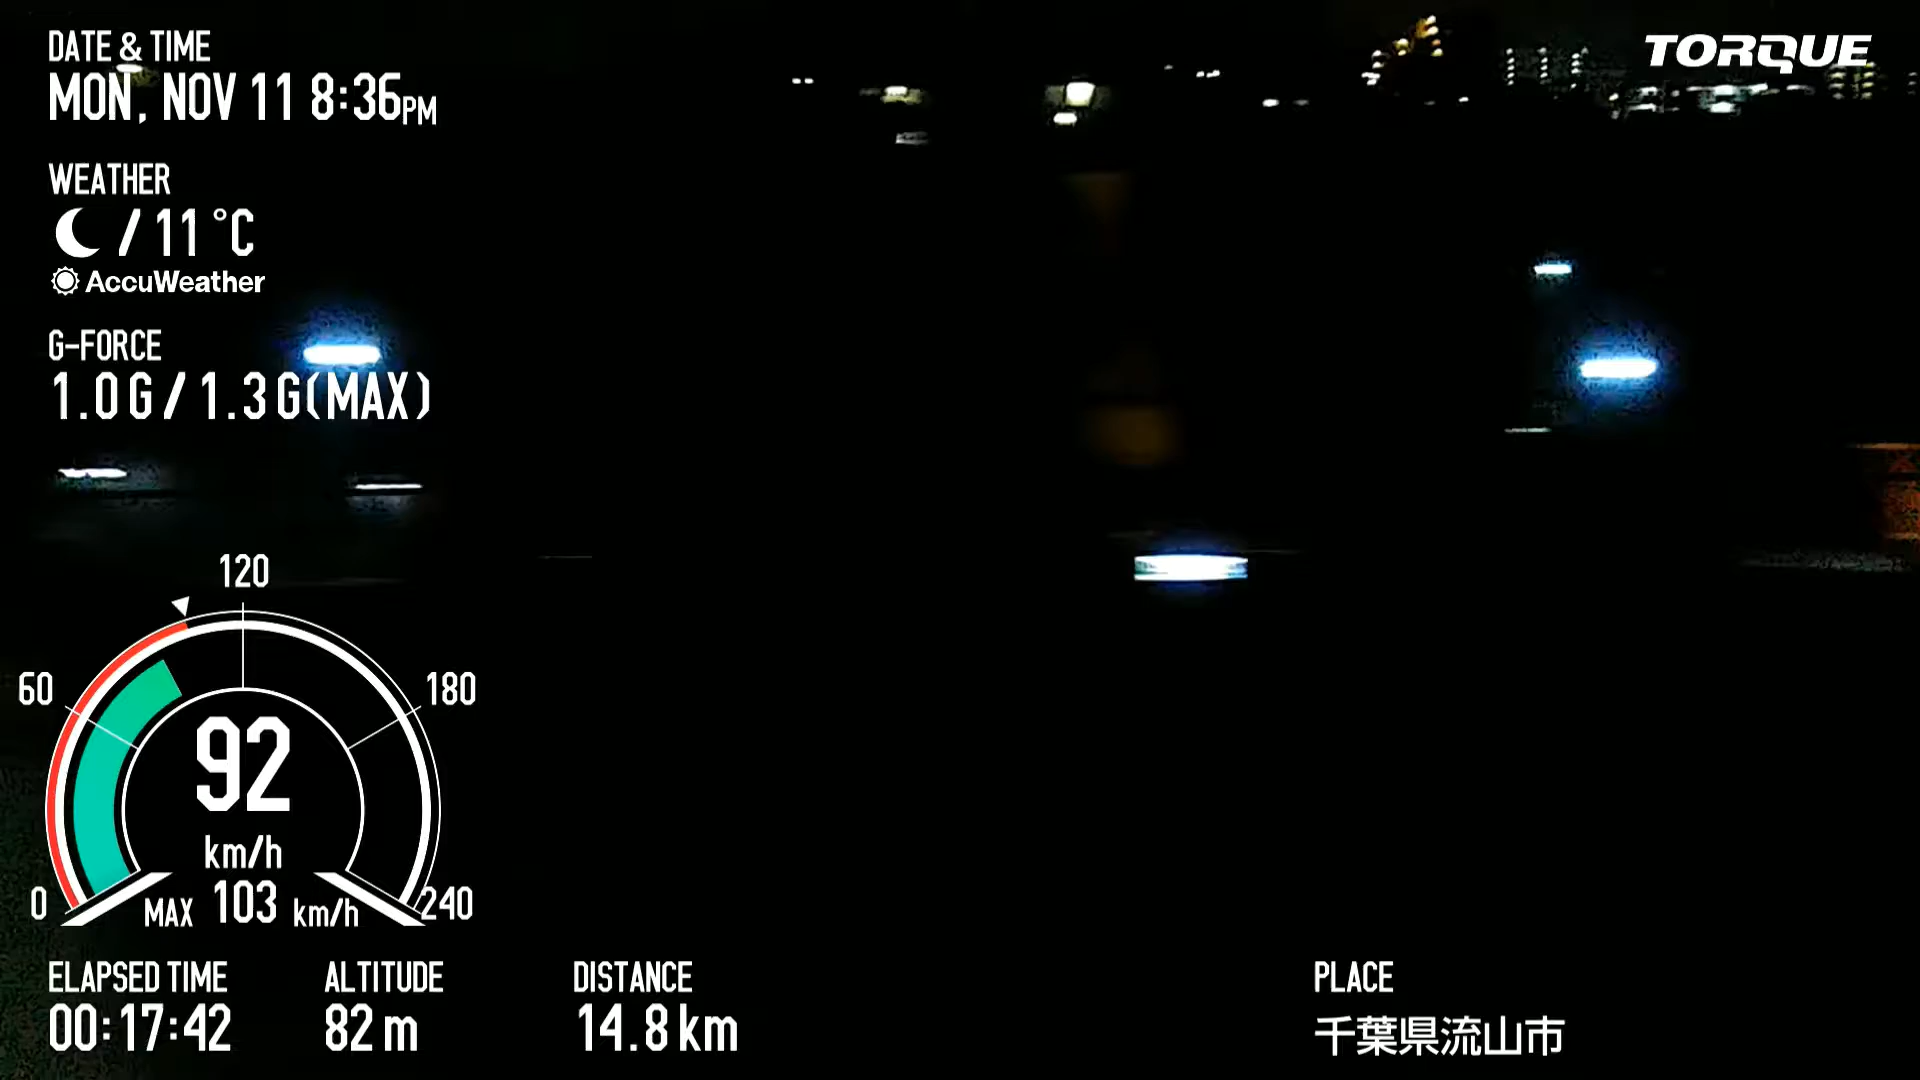 DATE & TIME
MON, NOV 11 8:36PM
TORQUE
WEATHER
/ 11 °C
AccuWeather
G-FORCE
1.0 G / 1.3 G(MAX)
120
60
180
92
km/h
0
MAX 103 km/h
240
ELAPSED TIME
00:17:42
ALTITUDE
82 m
DISTANCE
14.8 km
PLACE
千葉県流山市